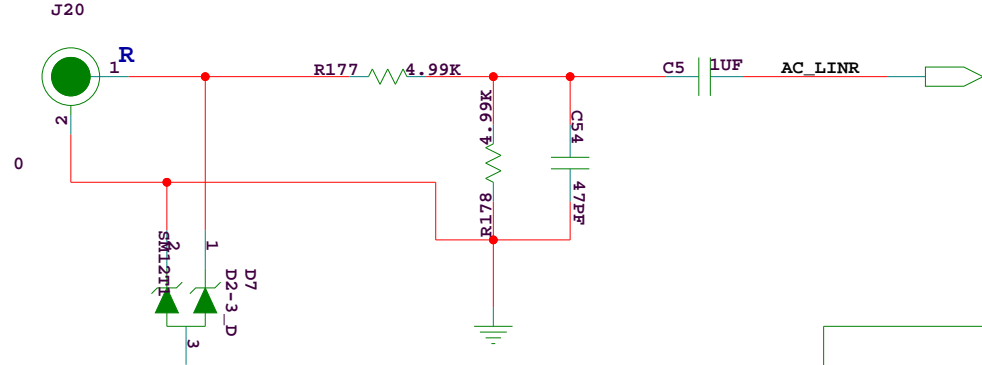 J20
R
1
R177
4.99K
C5
1UF
AC_LINR
2
4.99K
R178
C54
47PF
0
SM12T1
2
1
D7
D2-3_D
3